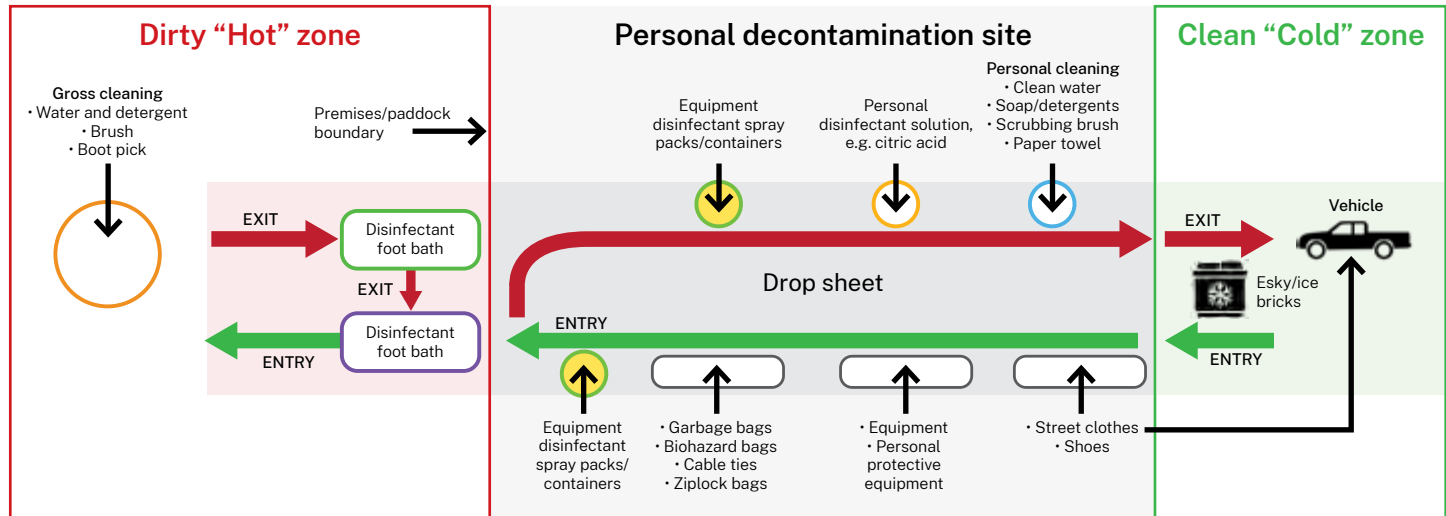 Dirty “Hot” zone
Personal decontamination site
Clean “Cold” zone
Gross cleaning
• Water and detergent
• Brush
• Boot pick
Premises/paddock
boundary
Equipment
disinfectant spray
packs/containers
Personal
disinfectant solution,
e.g. citric acid
Personal cleaning
• Clean water
• Soap/detergents
• Scrubbing brush
• Paper towel
EXIT
Disinfectant
foot bath
EXIT
Disinfectant
foot bath
ENTRY
Drop sheet
ENTRY
EXIT
Vehicle
Esky/ice
bricks
ENTRY
Equipment
disinfectant
spray packs/
containers
• Garbage bags
• Biohazard bags
• Cable ties
• Ziplock bags
• Equipment
• Personal
protective
equipment
• Street clothes
• Shoes